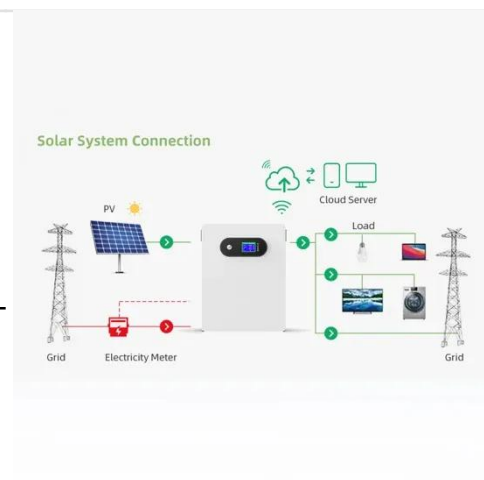 Solar System Connection
PV
Cloud Server
Load
Grid
Electricity Meter
Grid